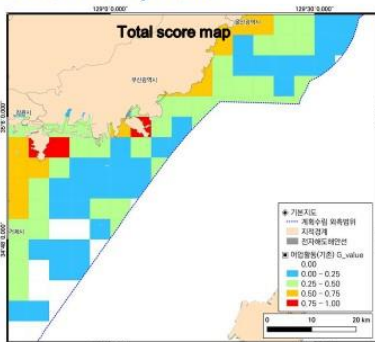 129°0'0.000"
129°30'0.000"
Total score map
울산광역시
부산광역시
창원시
거제시
35°6'0.000"
34°48'0.000"
기본지도
계획수립 외측범위
지적경계
전자해도해안선
어업활동(기존) G_value
0.00
0.00 - 0.25
0.25 - 0.50
0.50 - 0.75
0.75 - 1.00
0 10 20 km